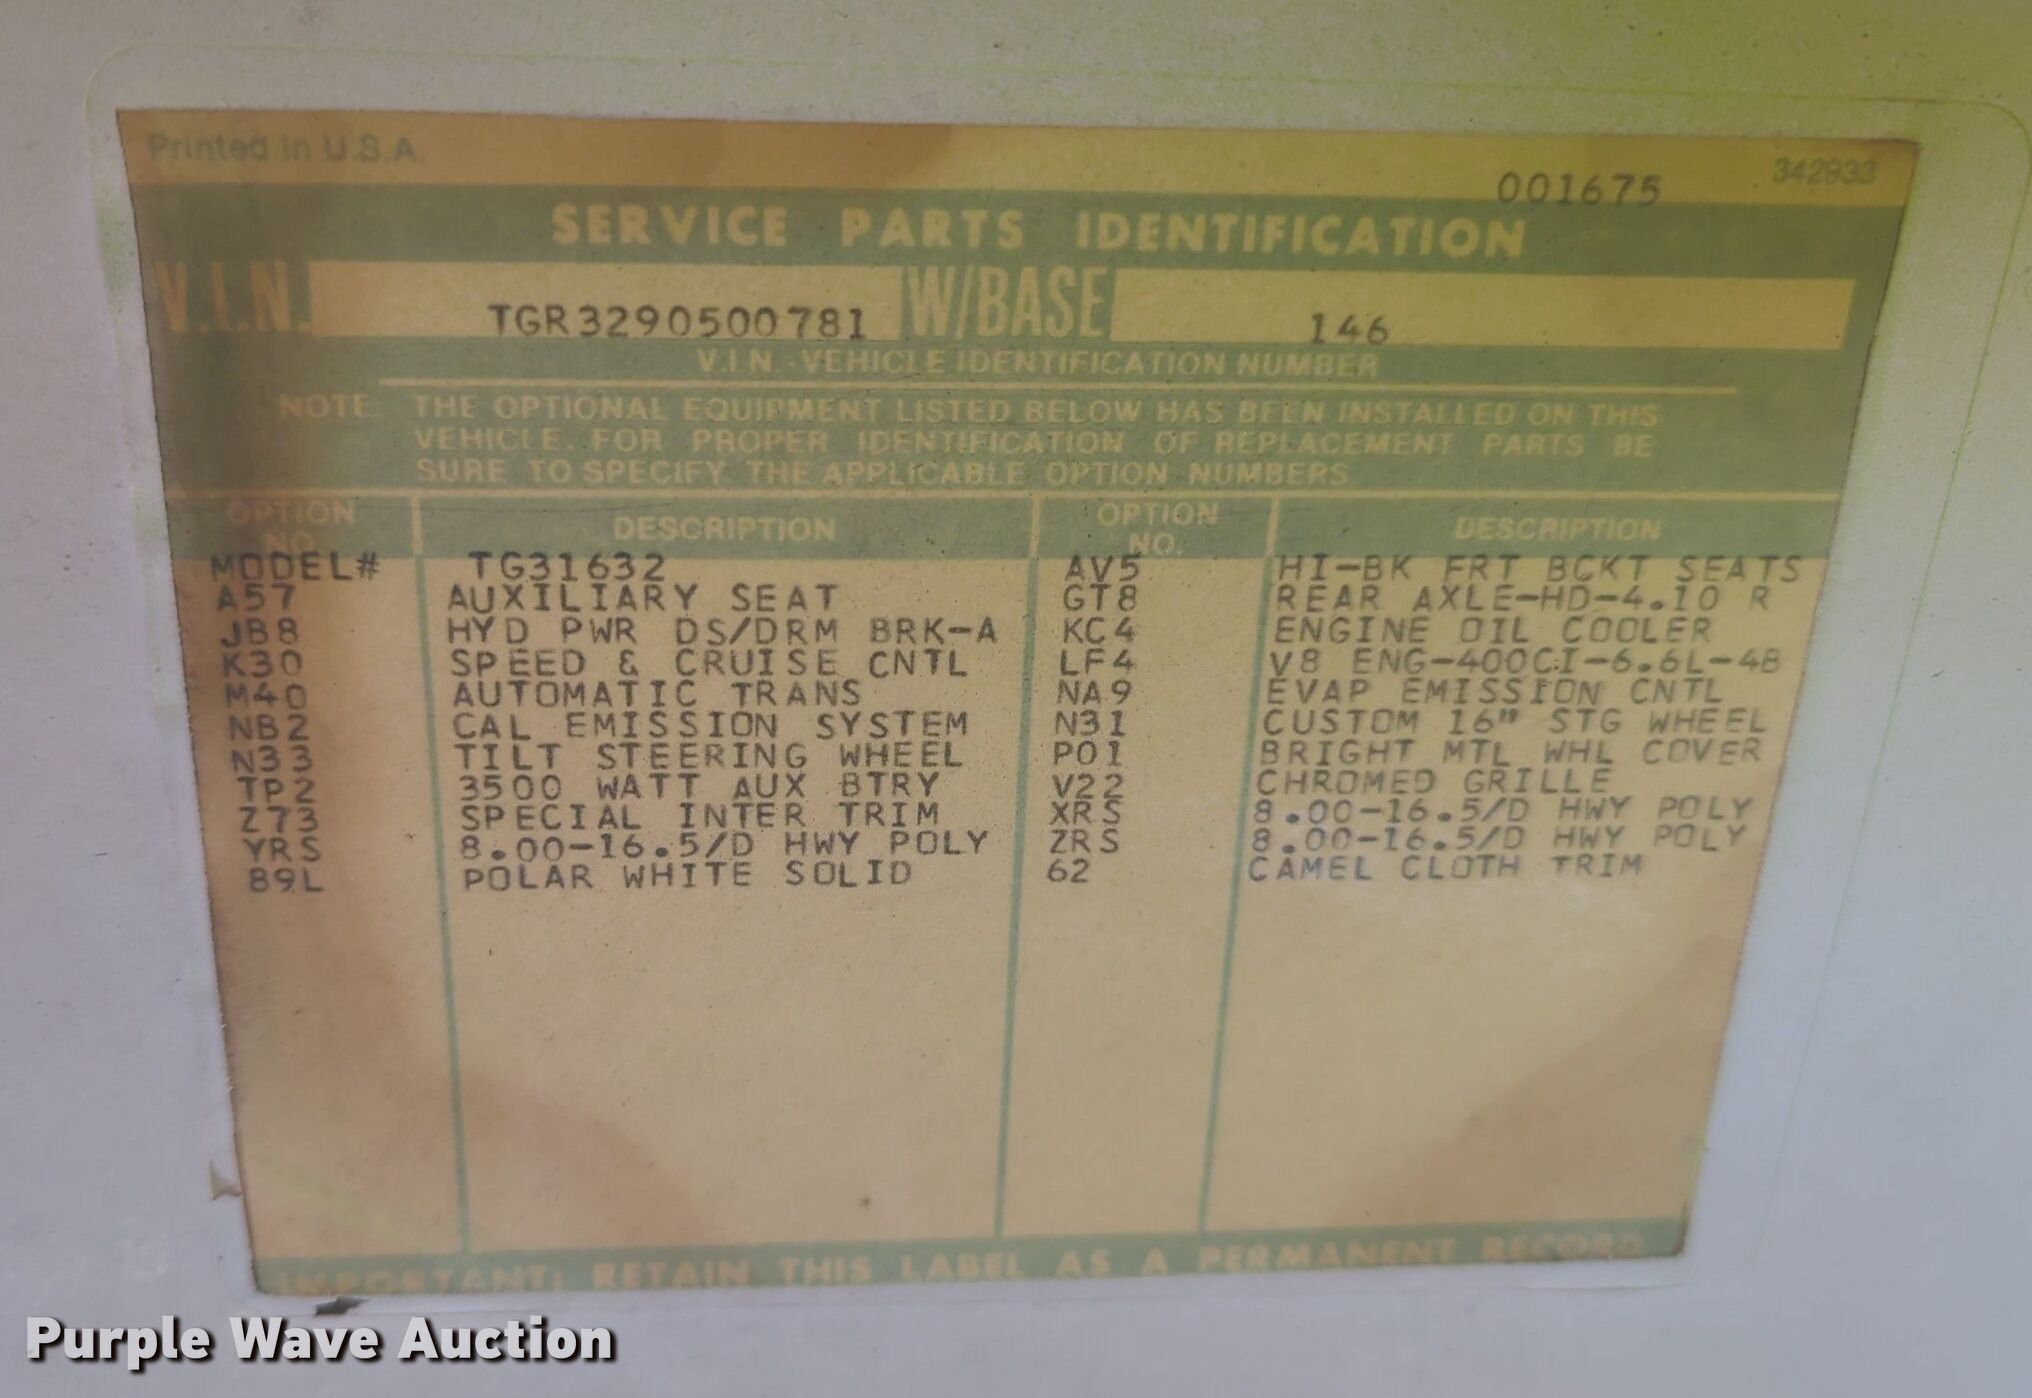 Printed in U.S.A.
001675 342933
SERVICE PARTS IDENTIFICATION
V.I.N. TGR3290500781 W/BASE 146
V.I.N. - VEHICLE IDENTIFICATION NUMBER
NOTE: THE OPTIONAL EQUIPMENT LISTED BELOW HAS BEEN INSTALLED ON THIS
VEHICLE. FOR PROPER IDENTIFICATION OF REPLACEMENT PARTS BE
SURE TO SPECIFY THE APPLICABLE OPTION NUMBERS.
OPTION NO. DESCRIPTION OPTION NO. DESCRIPTION
MODEL# TG31632 AV5 HI-BK FRT BCKT SEATS
A57 AUXILIARY SEAT GT8 REAR AXLE-HD-4.10 R
JB8 HYD PWR DS/DRM BRK-A KC4 ENGINE OIL COOLER
K30 SPEED & CRUISE CNTL LF4 V8 ENG-400CI-6.6L-4B
M40 AUTOMATIC TRANS NA9 EVAP EMISSION CNTL
NB2 CAL EMISSION SYSTEM N31 CUSTOM 16" STG WHEEL
N33 TILT STEERING WHEEL P01 BRIGHT MTL WHL COVER
TP2 3500 WATT AUX BTRY V22 CHROMED GRILLE
Z73 SPECIAL INTER TRIM XRS 8.00-16.5/D HWY POLY
YRS 8.00-16.5/D HWY POLY ZRS 8.00-16.5/D HWY POLY
89L POLAR WHITE SOLID 62 CAMEL CLOTH TRIM
IMPORTANT: RETAIN THIS LABEL AS A PERMANENT RECORD
Purple Wave Auction